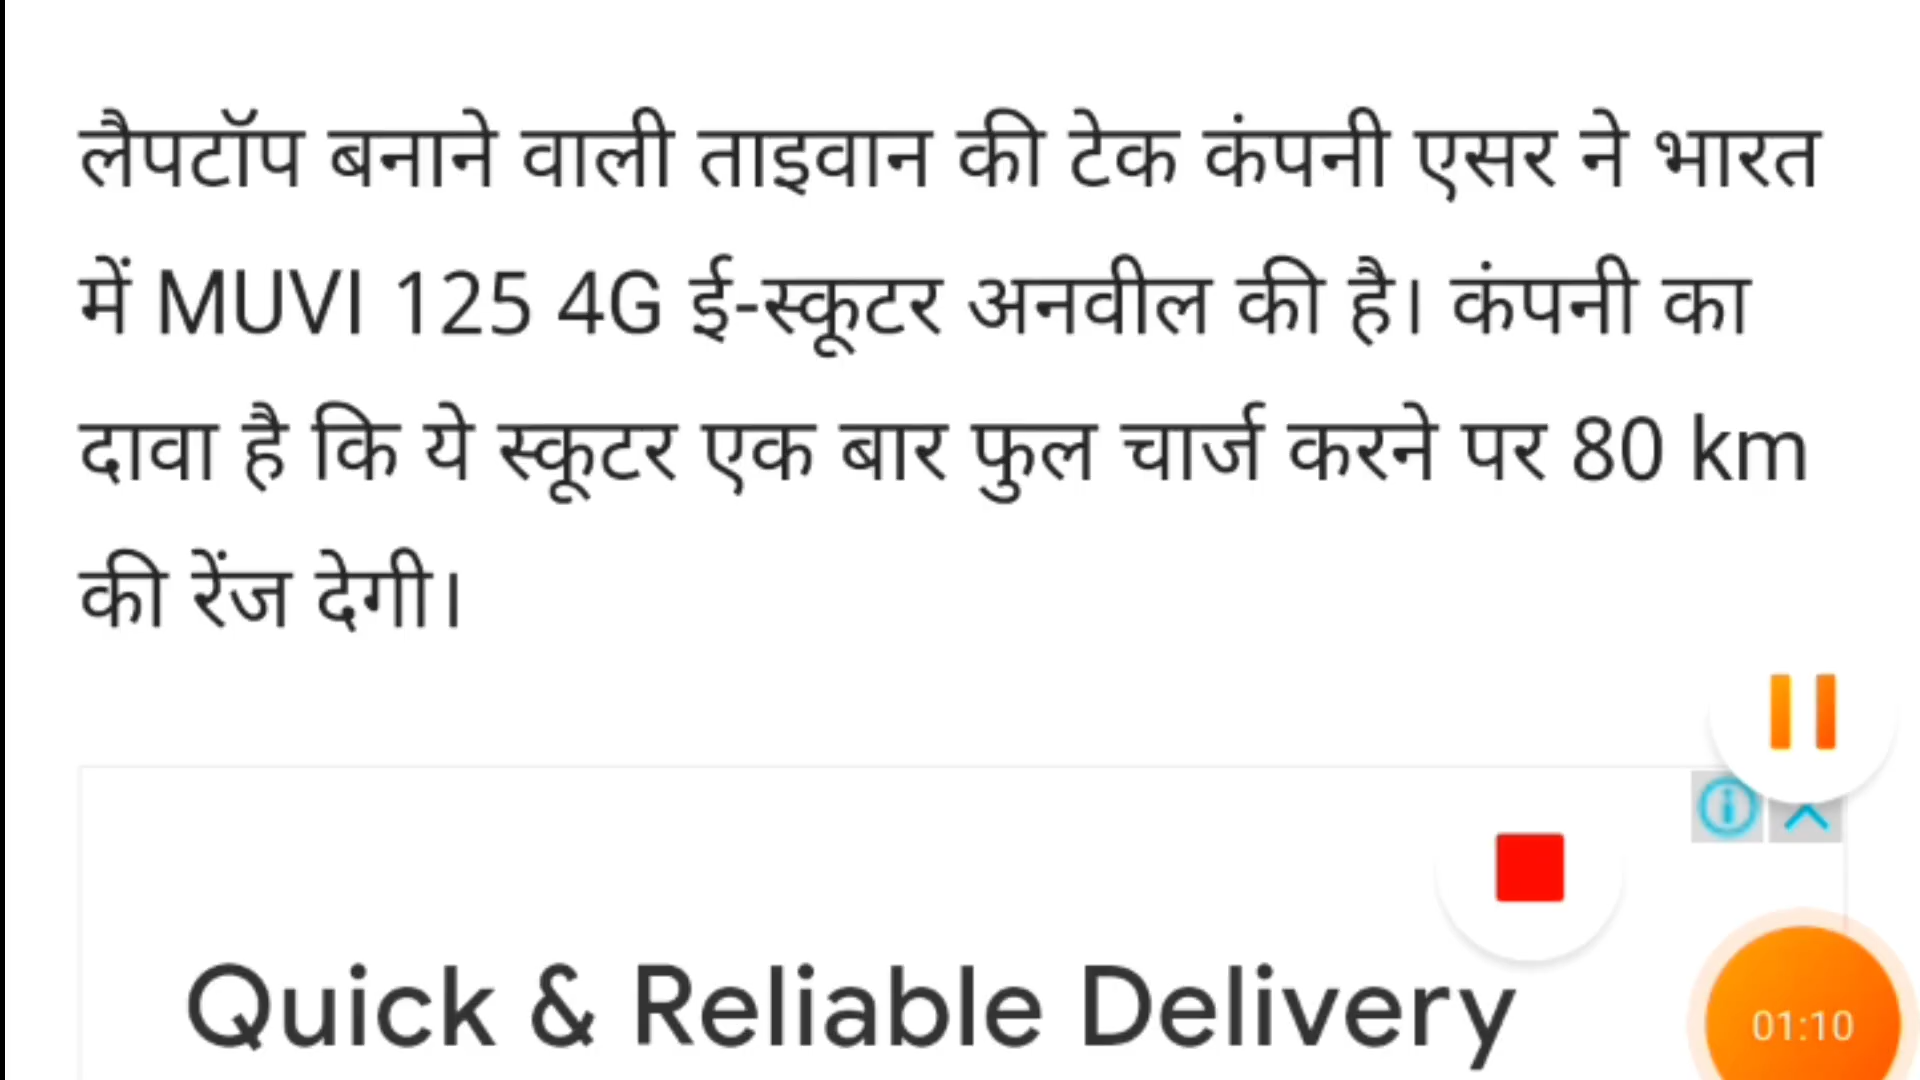 लैपटॉप बनाने वाली ताइवान की टेक कंपनी एसर ने भारत
में MUVI 125 4G ई-स्कूटर अनवील की है। कंपनी का
दावा है कि ये स्कूटर एक बार फुल चार्ज करने पर 80 km
की रेंज देगी।
Quick & Reliable Delivery
01:10